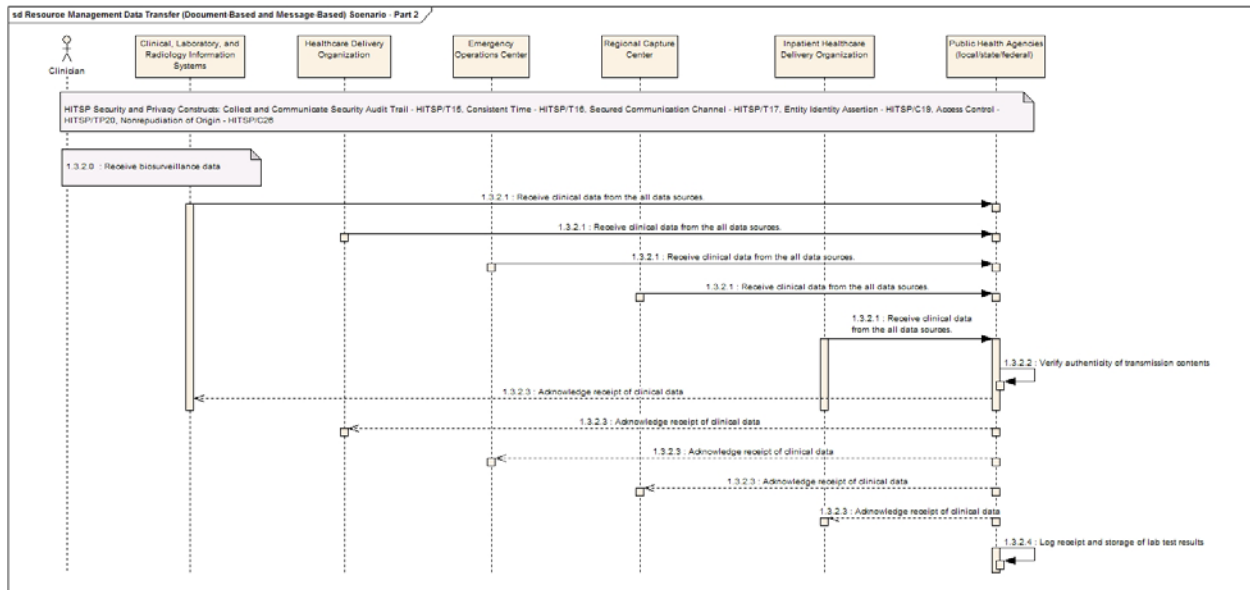 sd Resource Management Data Transfer (Document-Based and Message-Based) Scenario - Part 2
Clinician
Clinical, Laboratory, and
Radiology Information
Systems
Healthcare Delivery
Organization
Emergency
Operations Center
Regional Capture
Center
Inpatient Healthcare
Delivery Organization
Public Health Agencies
(local/state/federal)
HITSP Security and Privacy Constructs: Collect and Communicate Security Audit Trail - HITSP/T15, Consistent Time - HITSP/T16, Secured Communication Channel - HITSP/T17, Entity Identity Assertion - HITSP/C19, Access Control -
HITSP/TP20, Nonrepudiation of Origin - HITSP/C26
1.3.2.0 : Receive biosurveillance data
1.3.2.1 : Receive clinical data from the all data sources.
1.3.2.1 : Receive clinical data from the all data sources.
1.3.2.1 : Receive clinical data from the all data sources.
1.3.2.1 : Receive clinical data from the all data sources.
1.3.2.1 : Receive clinical data
from the all data sources.
1.3.2.2 : Verify authenticity of transmission contents
1.3.2.3 : Acknowledge receipt of clinical data
1.3.2.3 : Acknowledge receipt of clinical data
1.3.2.3 : Acknowledge receipt of clinical data
1.3.2.3 : Acknowledge receipt of clinical data
1.3.2.3 : Acknowledge receipt of clinical data
1.3.2.4 : Log receipt and storage of lab test results